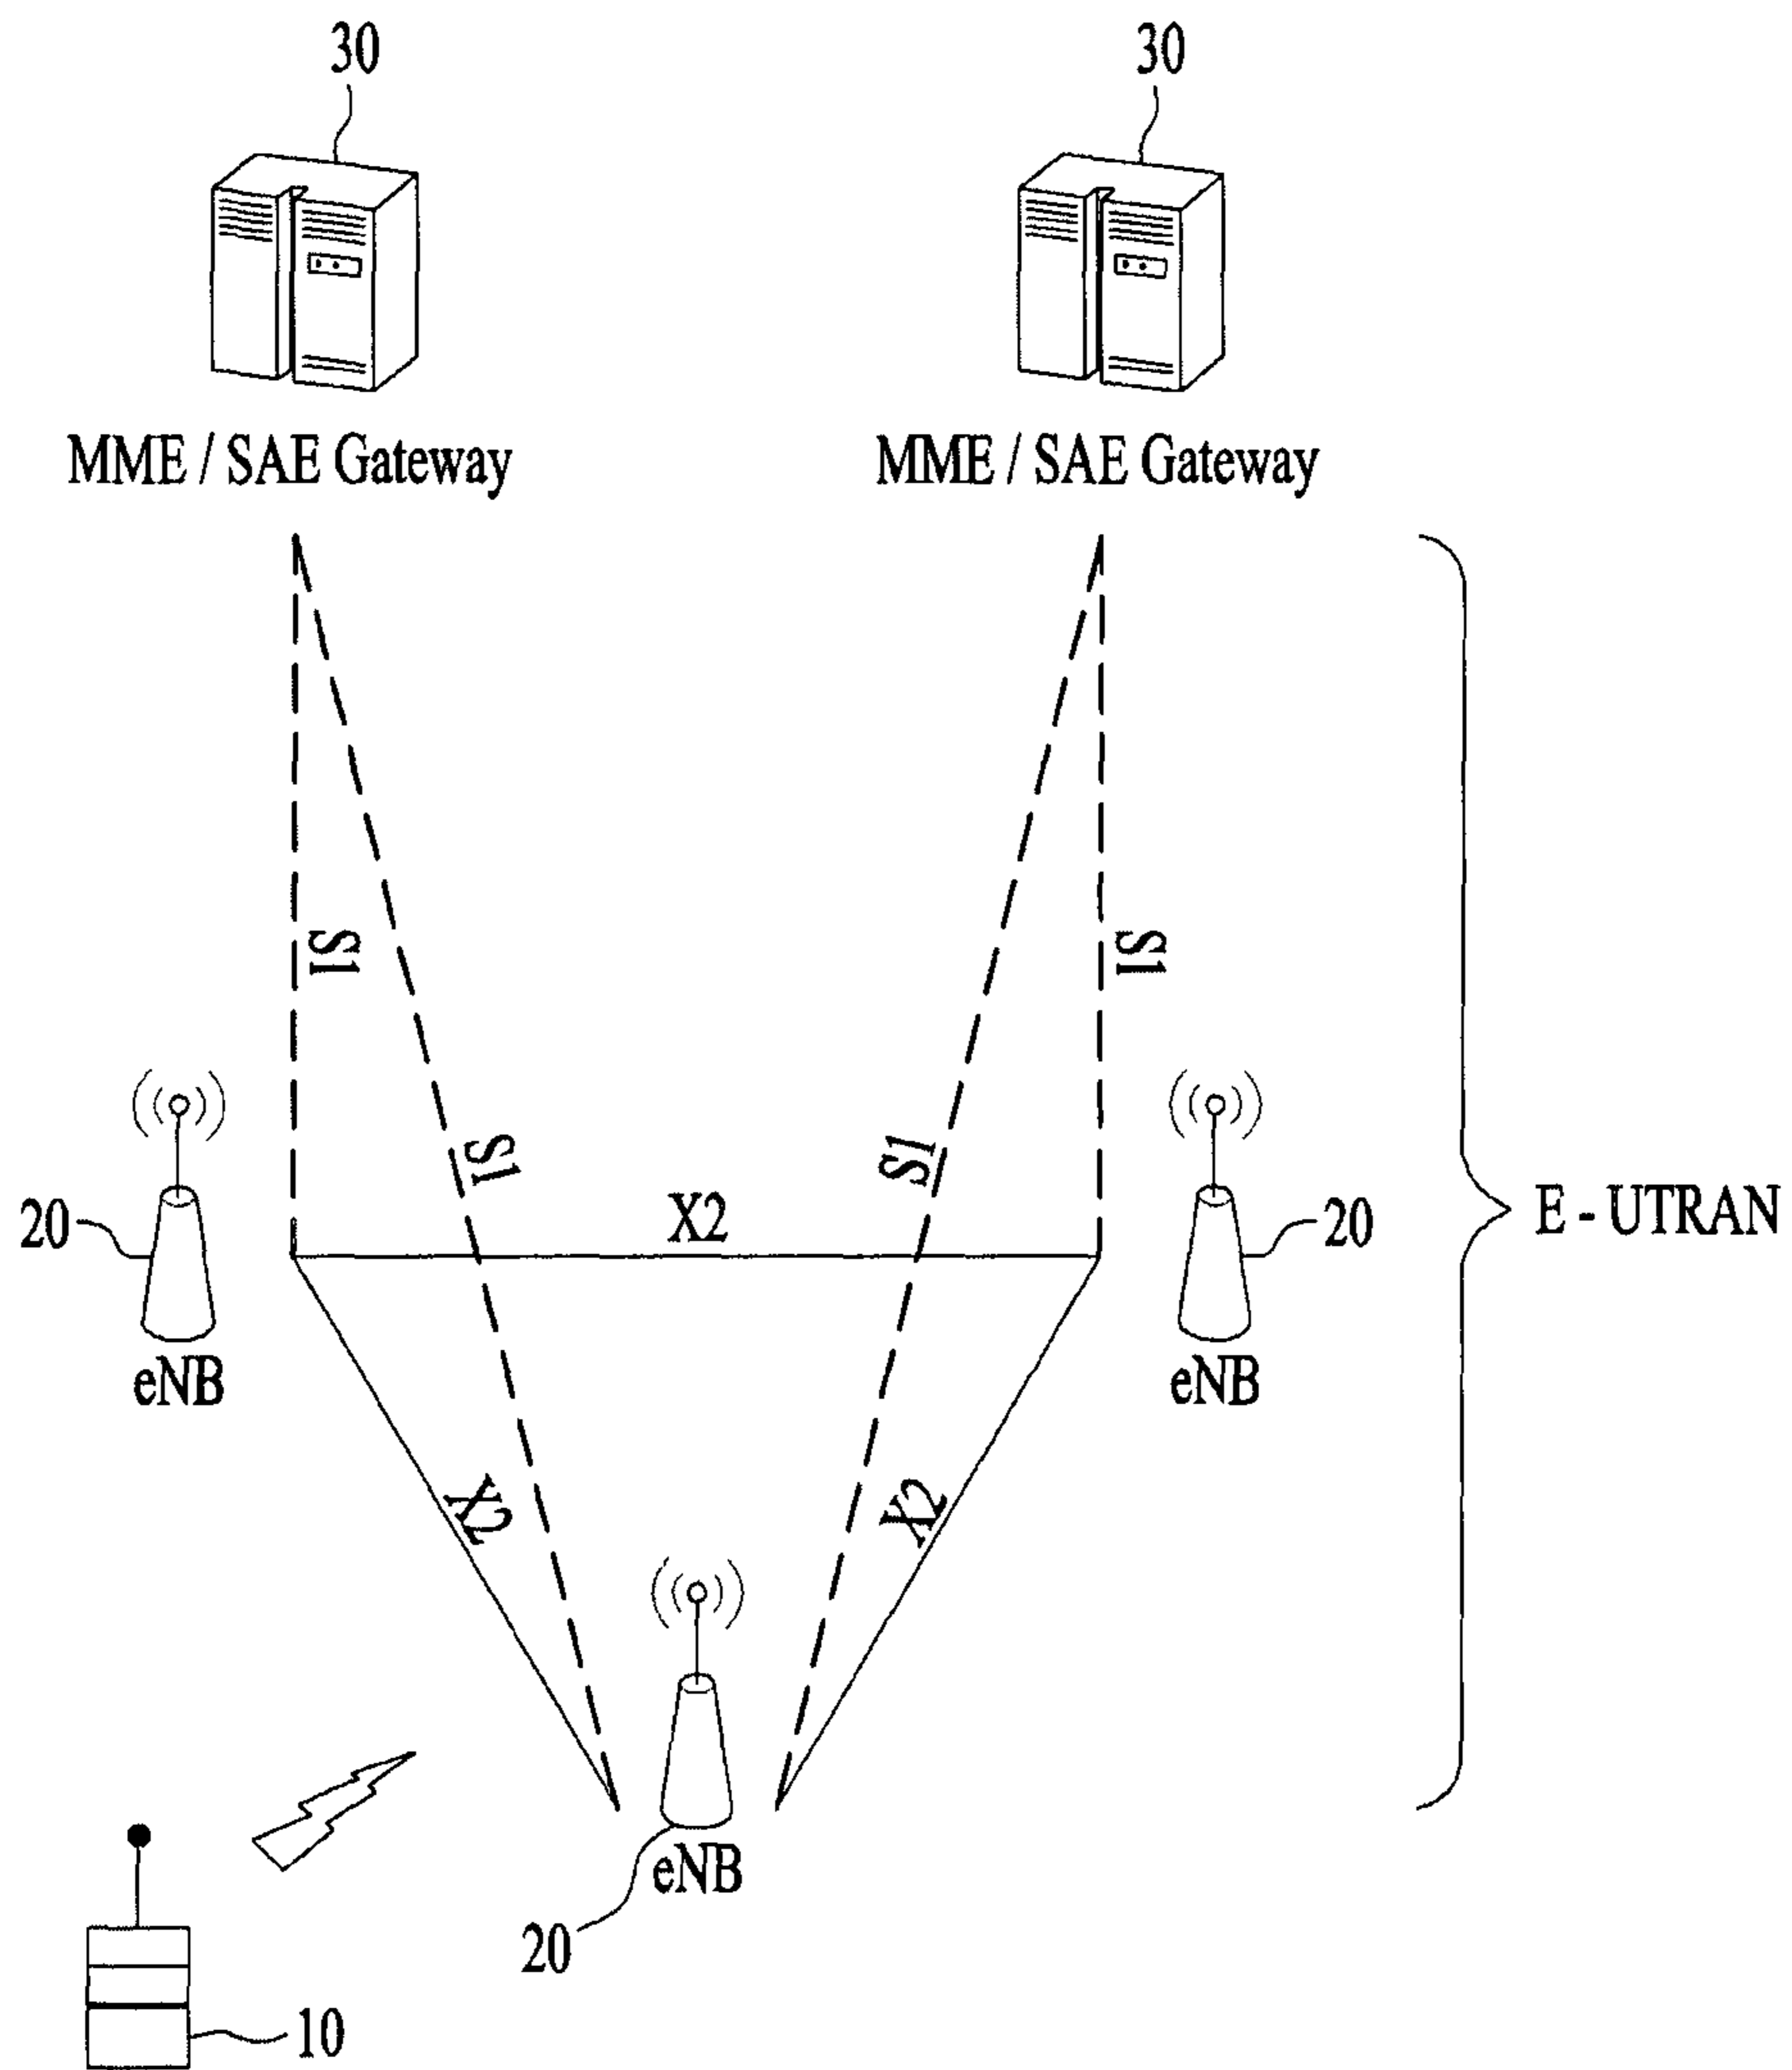 30
30
MME / SAE Gateway
MME / SAE Gateway
S1
S1
S1
S1
X2
20
20
E - UTRAN
eNB
eNB
X2
X2
eNB
20
10